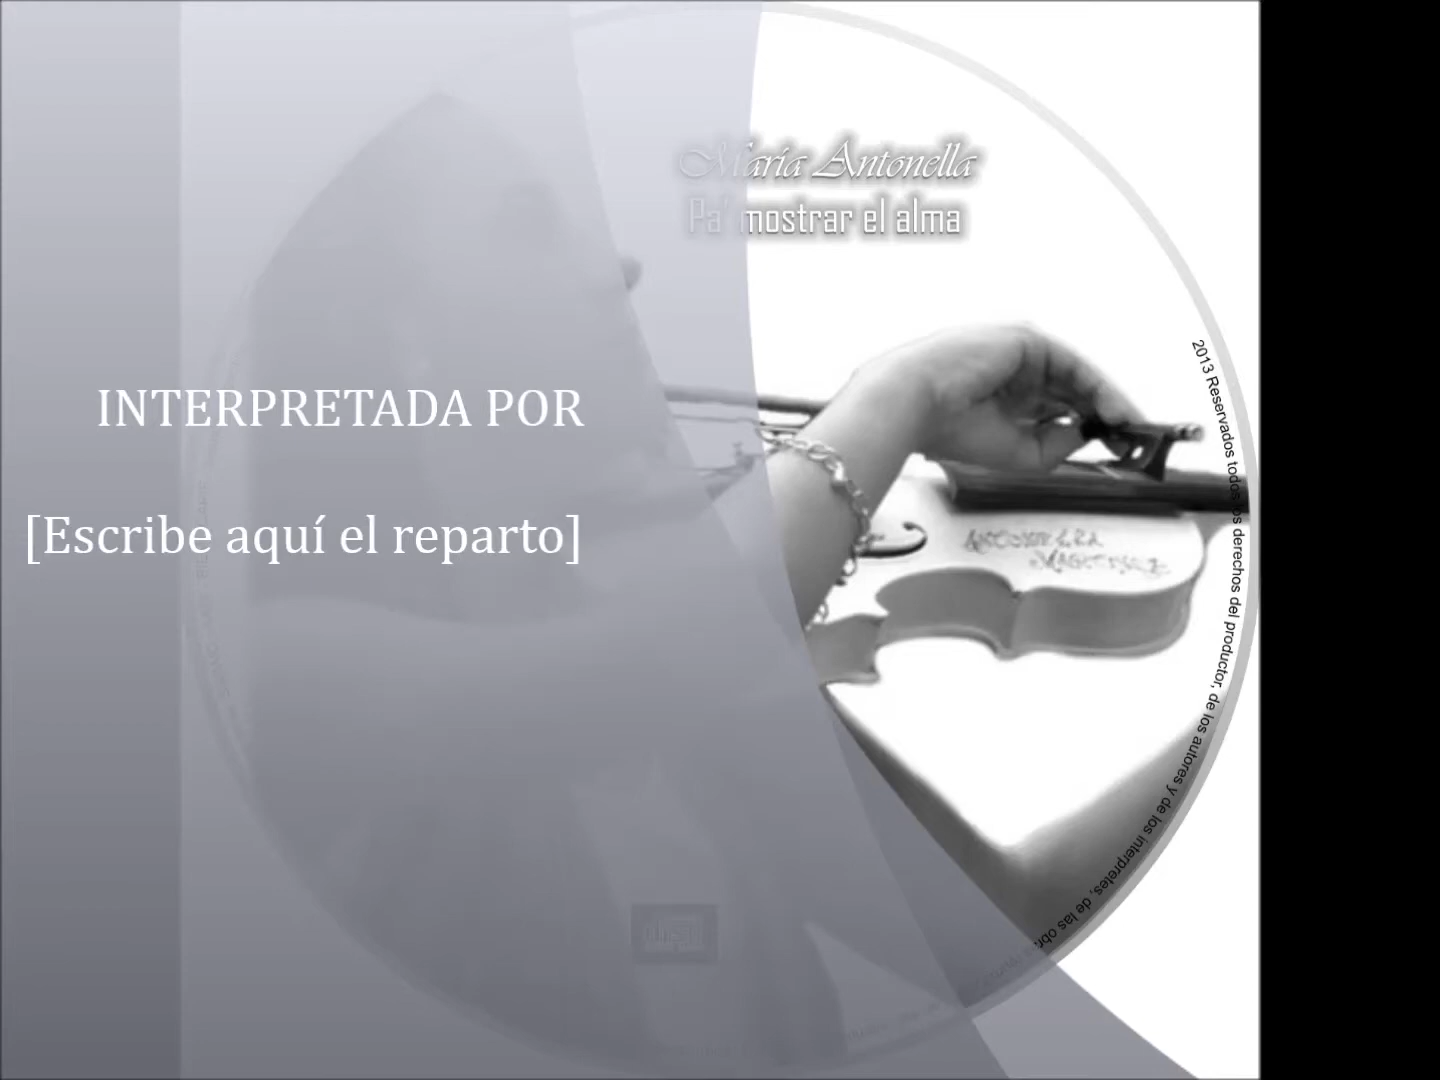 María Antonella
Pa' mostrar el alma
INTERPRETADA POR
[Escribe aquí el reparto]
2013 Reservados todos los derechos del productor, de los autores y de los interpretes, de las obr